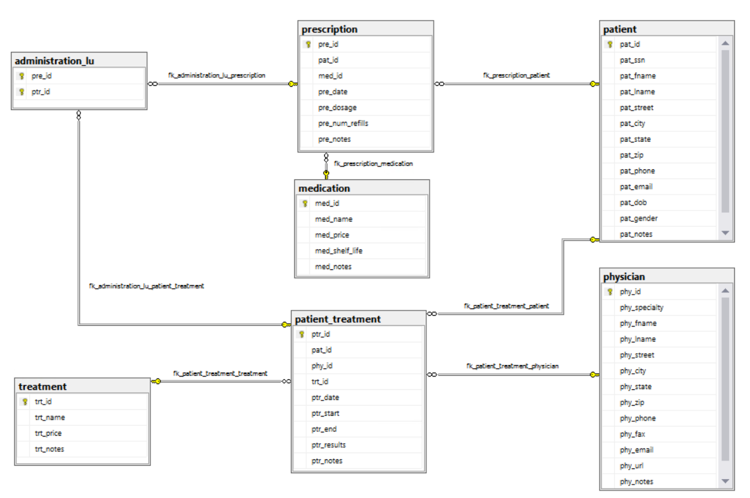 administration_lu
pre_id
ptr_id
fk_administration_lu_prescription
prescription
pre_id
pat_id
med_id
pre_date
pre_dosage
pre_num_refills
pre_notes
fk_prescription_patient
patient
pat_id
pat_ssn
pat_fname
pat_lname
pat_street
pat_city
pat_state
pat_zip
pat_phone
pat_email
pat_dob
pat_gender
pat_notes
fk_prescription_medication
medication
med_id
med_name
med_price
med_shelf_life
med_notes
fk_administration_lu_patient_treatment
fk_patient_treatment_patient
patient_treatment
ptr_id
pat_id
phy_id
trt_id
ptr_date
ptr_start
ptr_end
ptr_results
ptr_notes
fk_patient_treatment_physician
physician
phy_id
phy_specialty
phy_fname
phy_lname
phy_street
phy_city
phy_state
phy_zip
phy_phone
phy_fax
phy_email
phy_url
phy_notes
fk_patient_treatment_treatment
treatment
trt_id
trt_name
trt_price
trt_notes